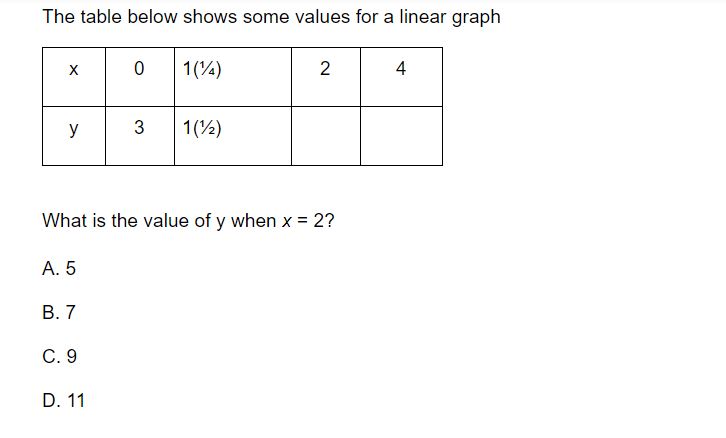 The table below shows some values for a linear graph
x 0 1(¼) 2 4
y 3 1(½)
What is the value of y when x = 2?
A. 5
B. 7
C. 9
D. 11